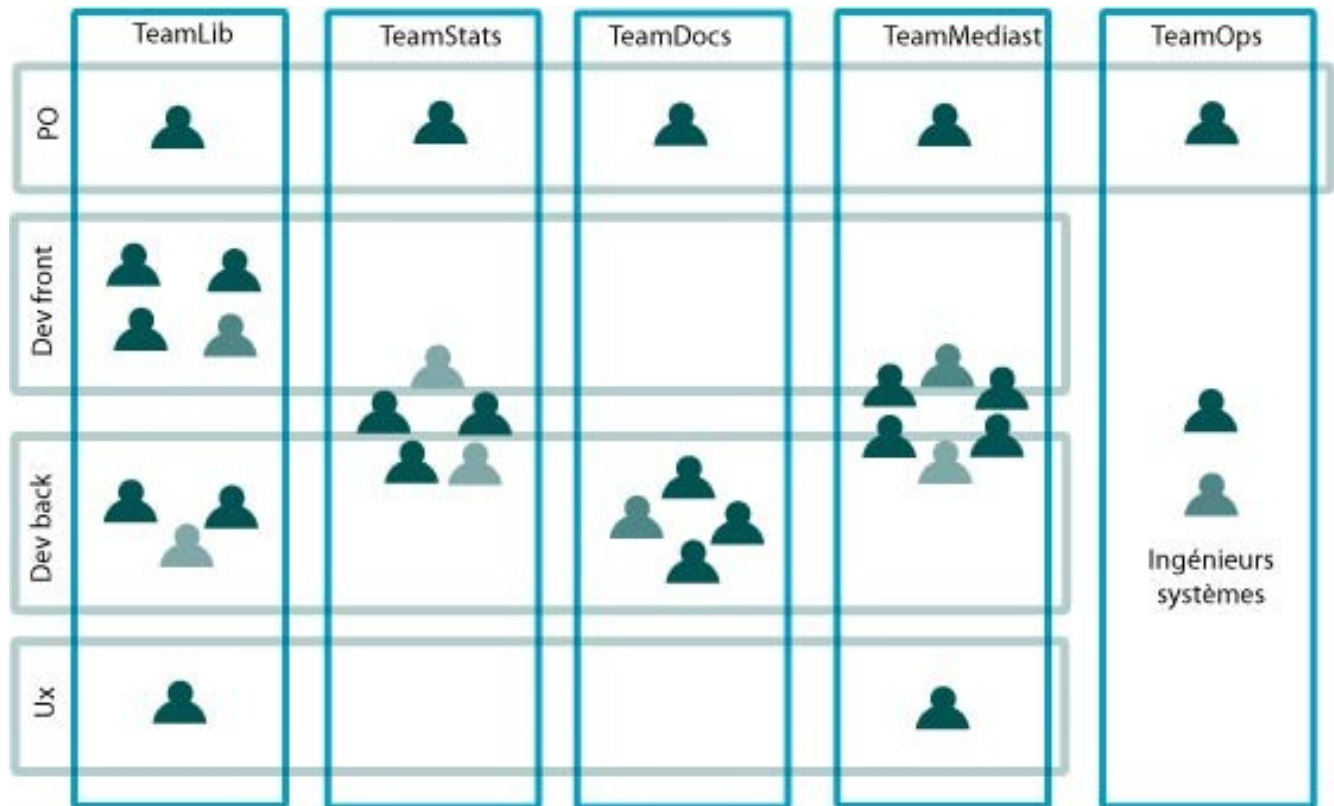 TeamLib
TeamStats
TeamDocs
TeamMediast
TeamOps
PO
Dev front
Dev back
Ux
Ingénieurs
systèmes